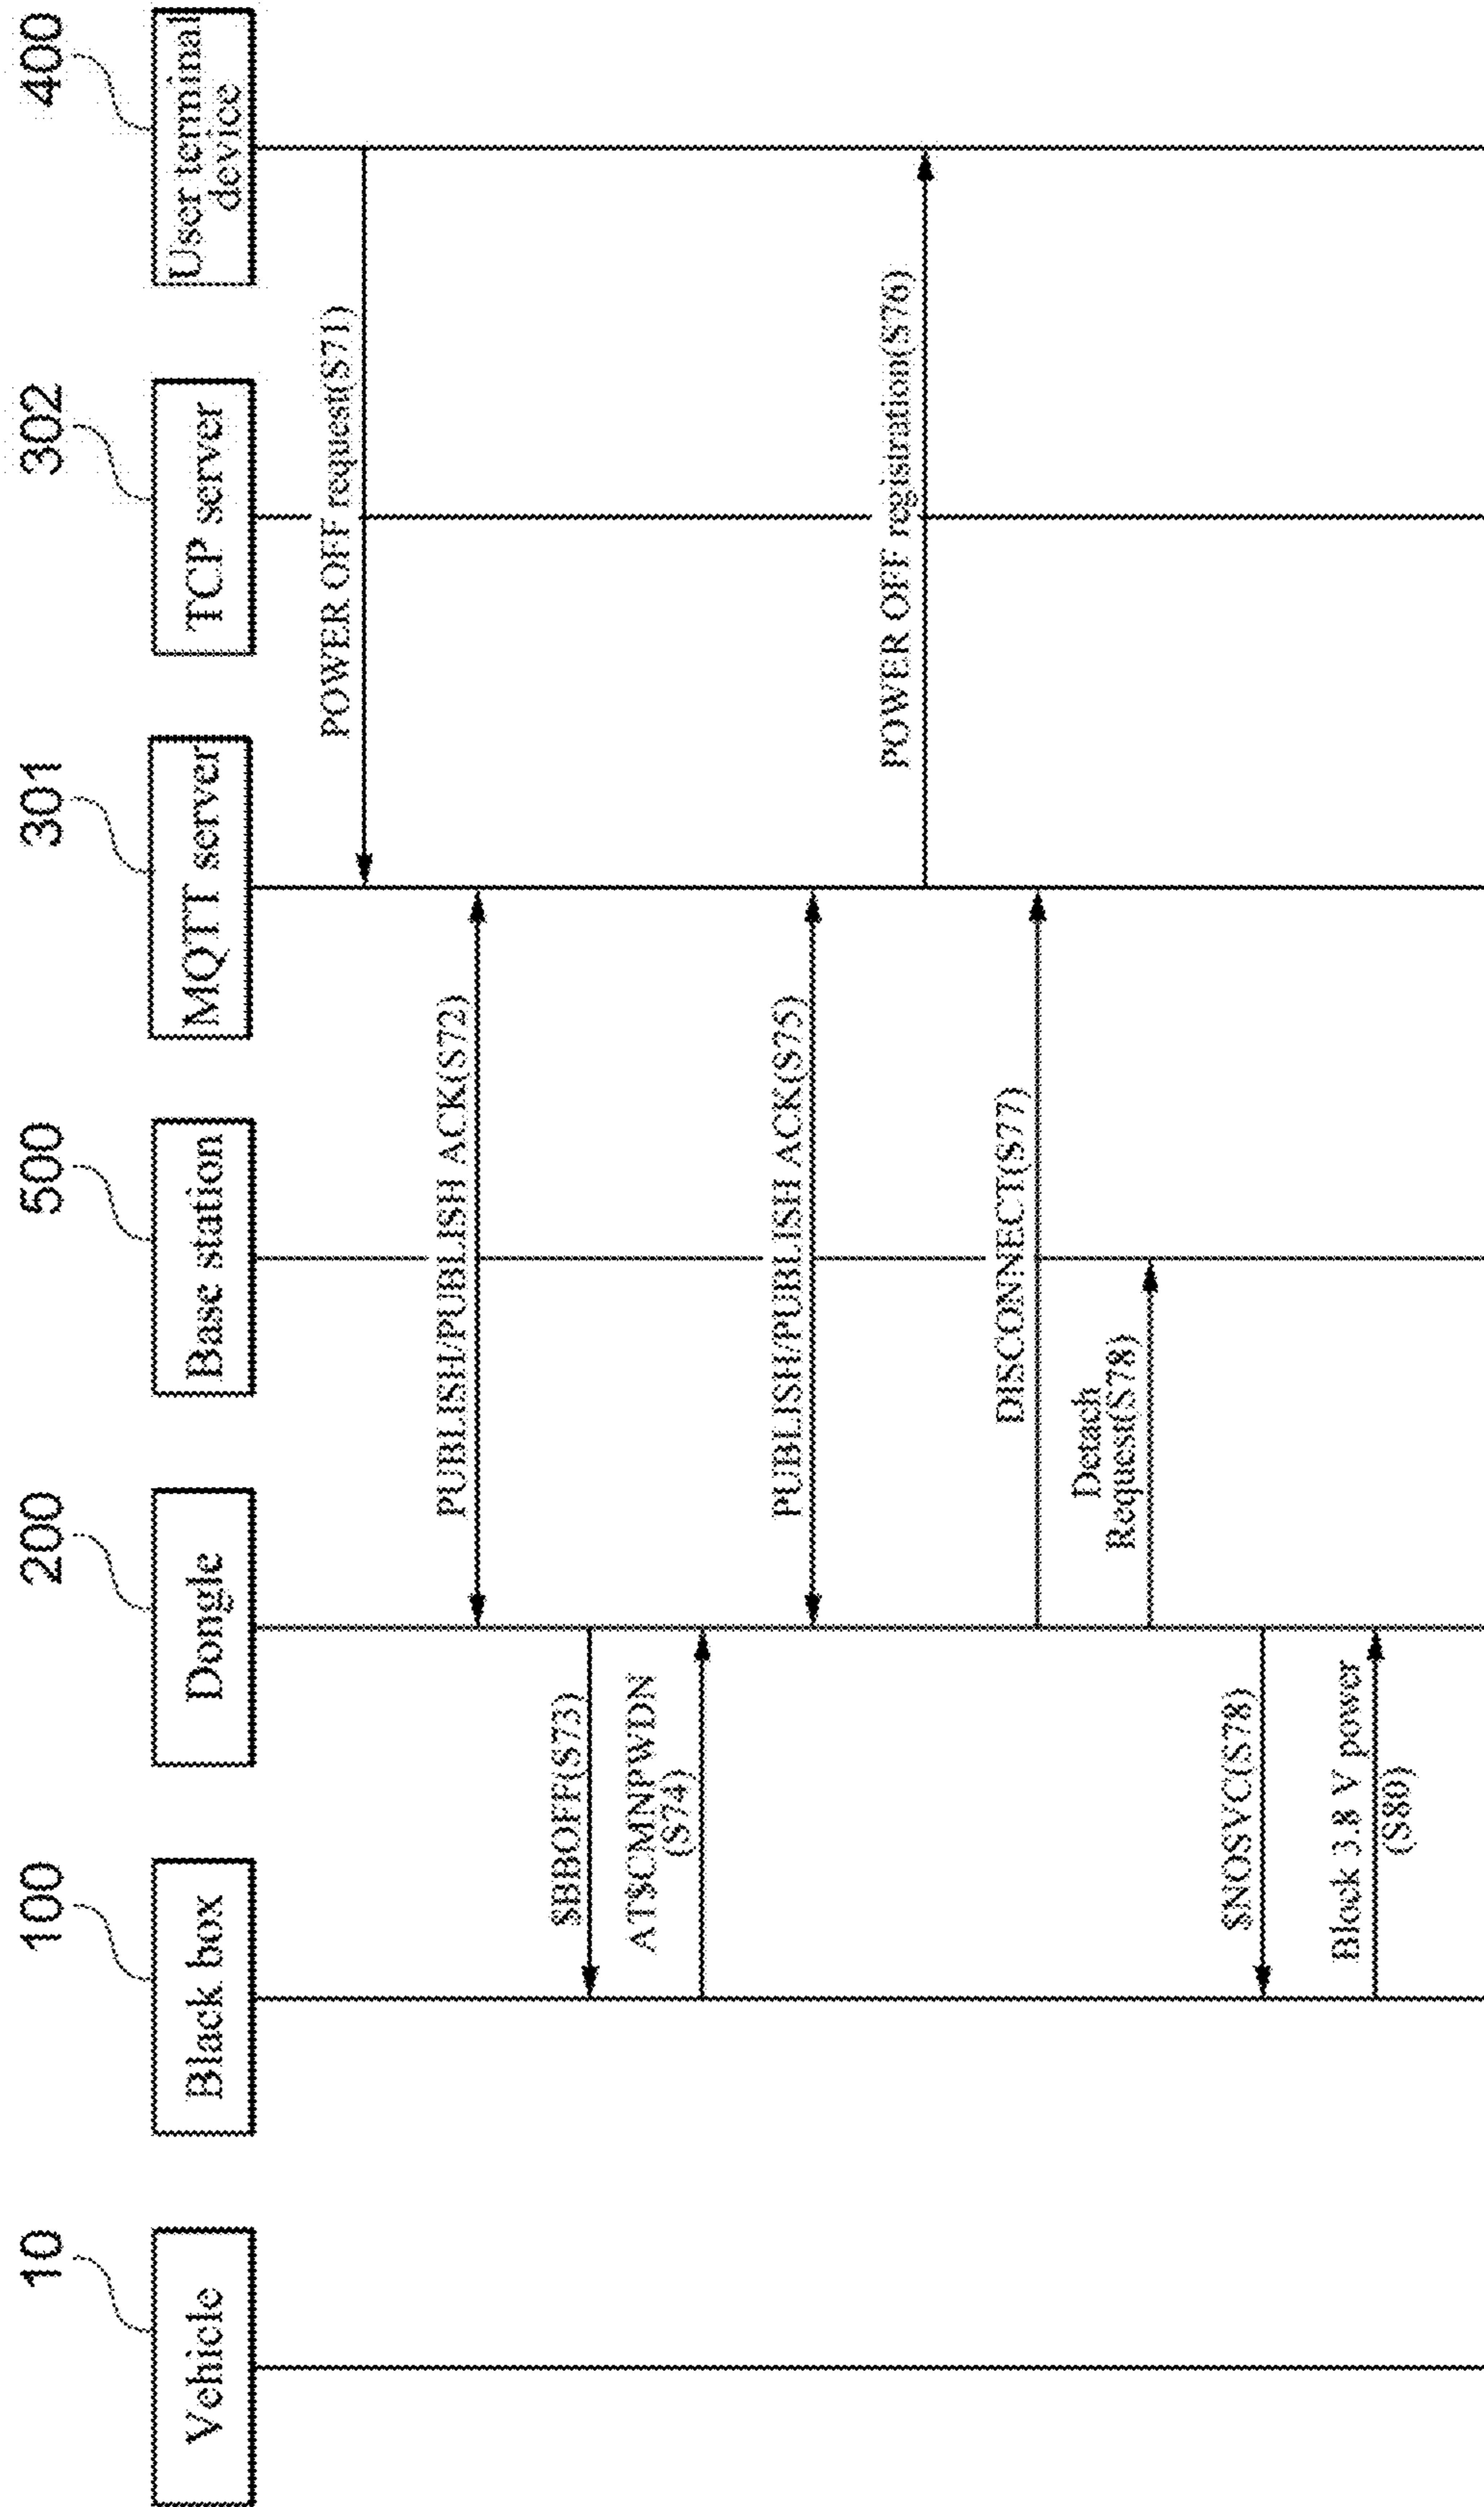 10
100
200
500
301
302
400
Vehicle
Black box
Dongle
Base station
MQTT server
TCP server
User terminal
device
POWER OFF request(S71)
PUBLISH/PUBLISH ACK(S72)
$BBOFF(S73)
AT$CMNPWDN
(S74)
PUBLISH/PUBLISH ACK(S75)
POWER OFF registration(S76)
DISCONNECT(S77)
Detach
Request(S78)
$NOSVC(S78)
Block 3.8 V power
(S80)